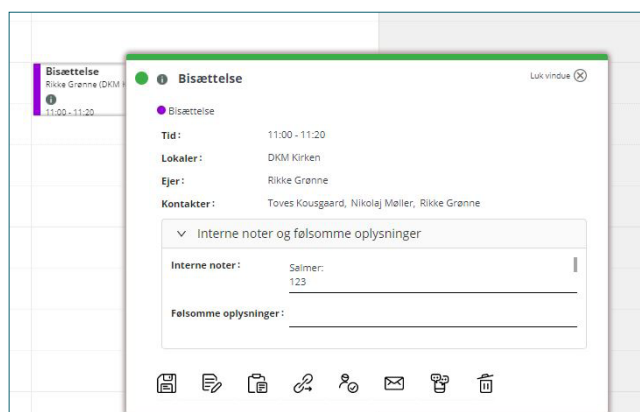 Bisættelse
Rikke Grønne (DKM
11:00 - 11:20
Bisættelse
Luk vindue
Bisættelse
Tid: 11:00 - 11:20
Lokaler: DKM Kirken
Ejer: Rikke Grønne
Kontakter: Toves Kousgaard, Nikolaj Møller, Rikke Grønne
Interne noter og følsomme oplysninger
Interne noter: Salmer:
123
Følsomme oplysninger: